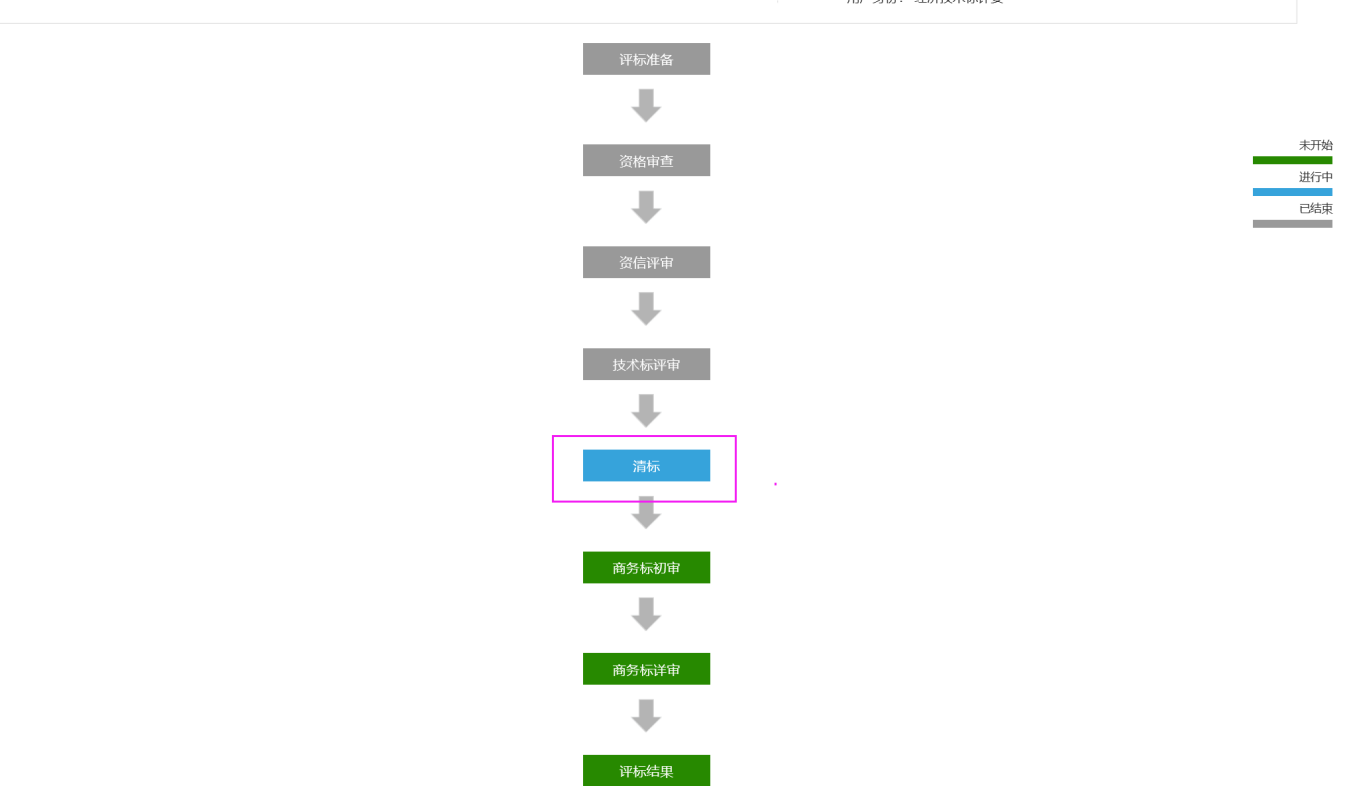 评标准备
资格审查
未开始
进行中
已结束
资信评审
技术标评审
清标
商务标初审
商务标详审
评标结果